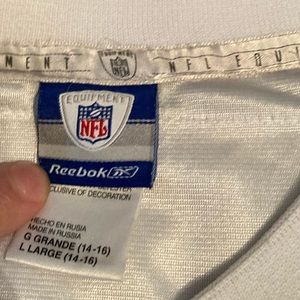 MENT NFL EQUI
EQUIPMENT
NFL
Reebok
CLUSIVE OF DECORATION
HECHO EN RUSIA
MADE IN RUSSIA
G GRANDE (14-16)
L LARGE (14-16)